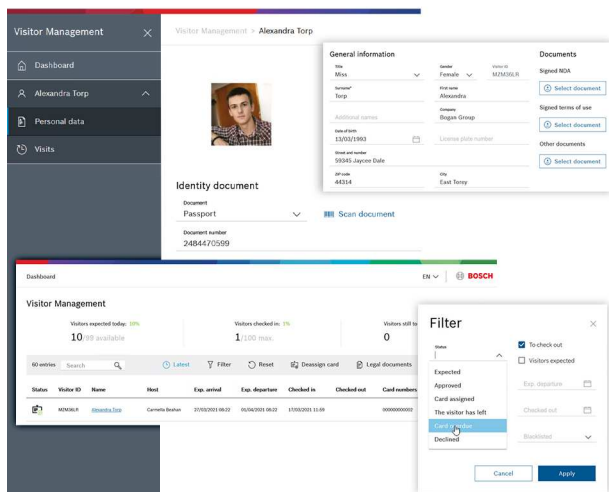 Visitor Management
Dashboard
Alexandra Torp
Personal data
Visits
Visitor Management > Alexandra Torp
Identity document
Document
Passport
Scan document
Document number
2484470599
General information
Title
Miss
Gender
Female
Visitor ID
MZM36LR
Surname*
Torp
First name
Alexandra
Additional names
Company
Dogan Group
Date of birth
13/03/1993
License plate number
Street and number
59345 Jaycee Dale
ZIP code
44314
City
East Torey
Documents
Signed NDA
Select document
Signed terms of use
Select document
Other documents
Select document
Dashboard
EN
BOSCH
Visitor Management
Visitors expected today: 10%
10/99 available
Visitors checked in: 1%
1/100 max.
Visitors still to
0
60 entries
Search
Latest
Filter
Reset
Deassign card
Legal documents
Status Visitor ID Name Host Exp. arrival Exp. departure Checked in Checked out Card numbers
MZM36LR Alexandra Torp Carmella Beahan 27/03/2021 08:22 01/04/2021 08:22 17/03/2021 11:59 000000000002
Filter
Status
Expected
Approved
Card assigned
The visitor has left
Card overdue
Declined
To check out
Visitors expected
Exp. departure
Checked out
Blacklisted
Cancel
Apply